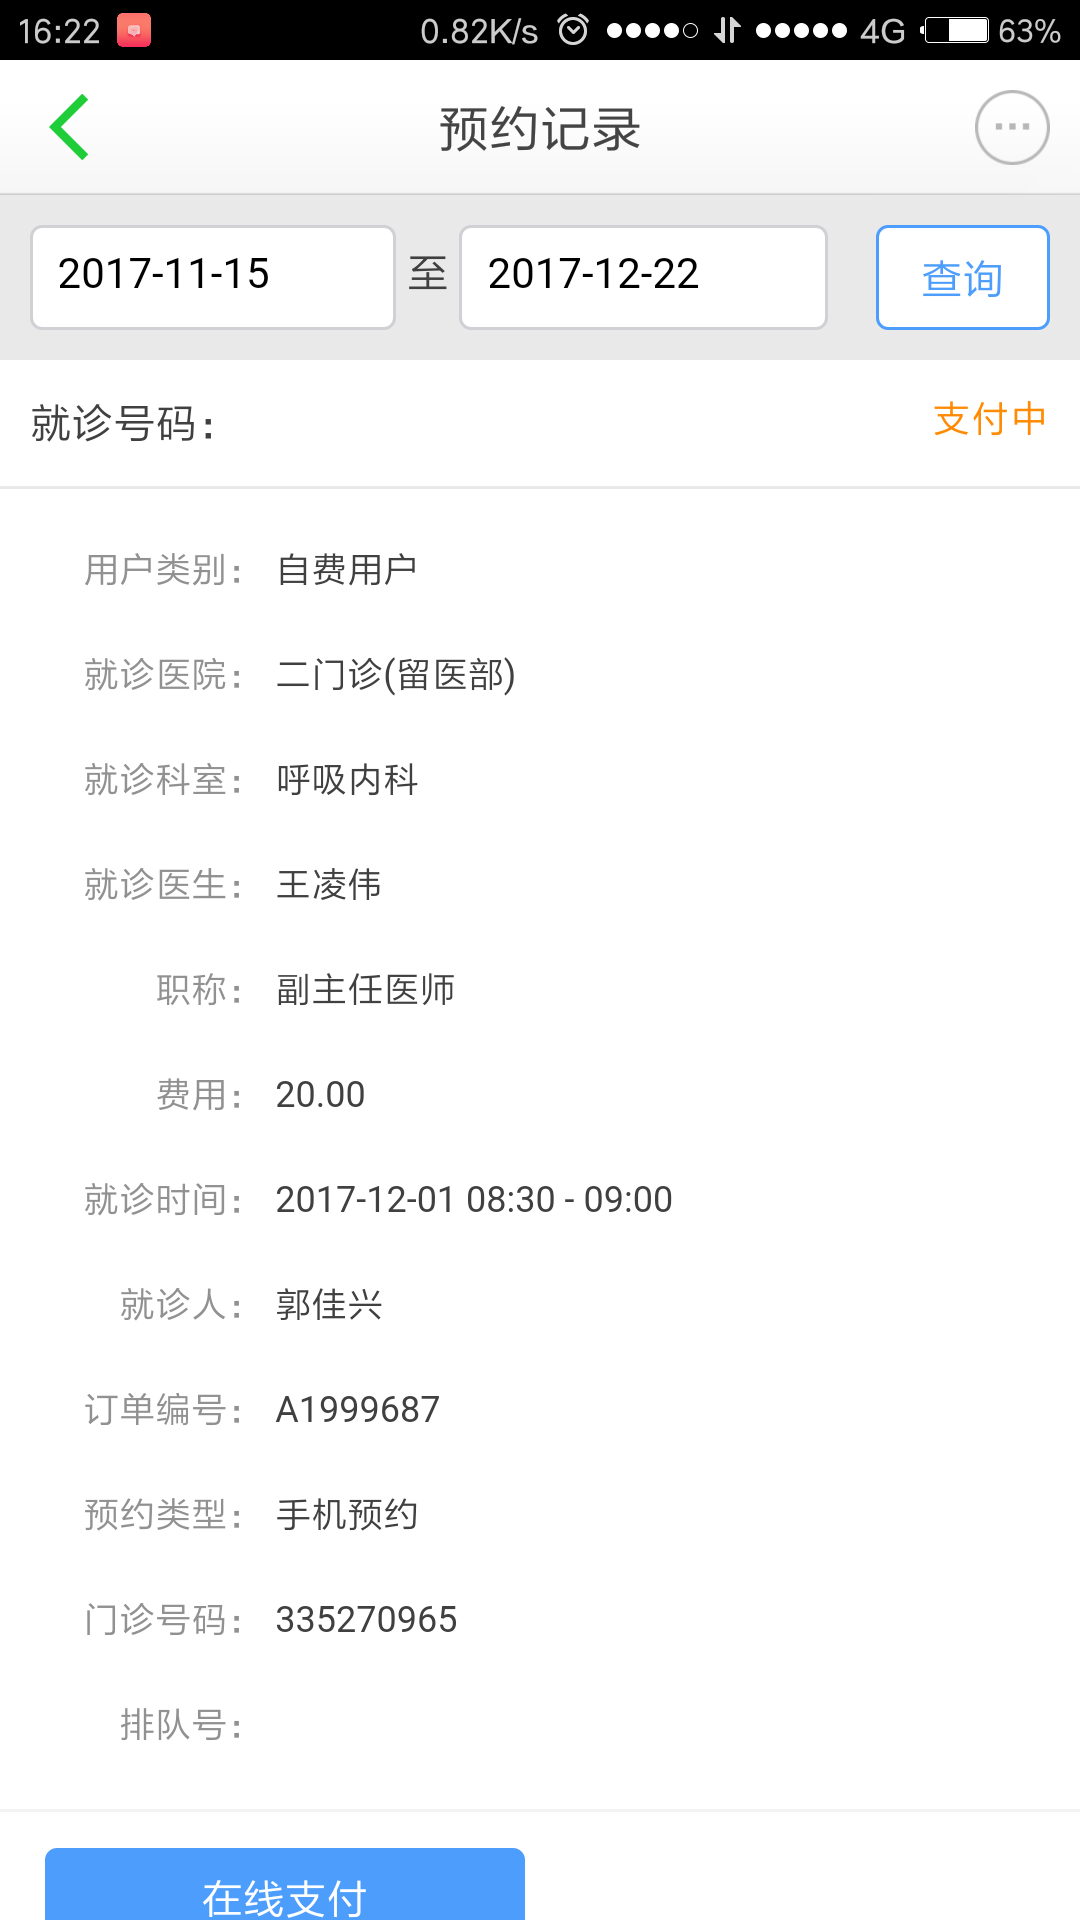 16:22 0.82K/s 4G 63%
预约记录
2017-11-15 至 2017-12-22 查询
就诊号码： 支付中
用户类别： 自费用户
就诊医院： 二门诊(留医部)
就诊科室： 呼吸内科
就诊医生： 王凌伟
职称： 副主任医师
费用： 20.00
就诊时间： 2017-12-01 08:30 - 09:00
就诊人： 郭佳兴
订单编号： A1999687
预约类型： 手机预约
门诊号码： 335270965
排队号：
在线支付